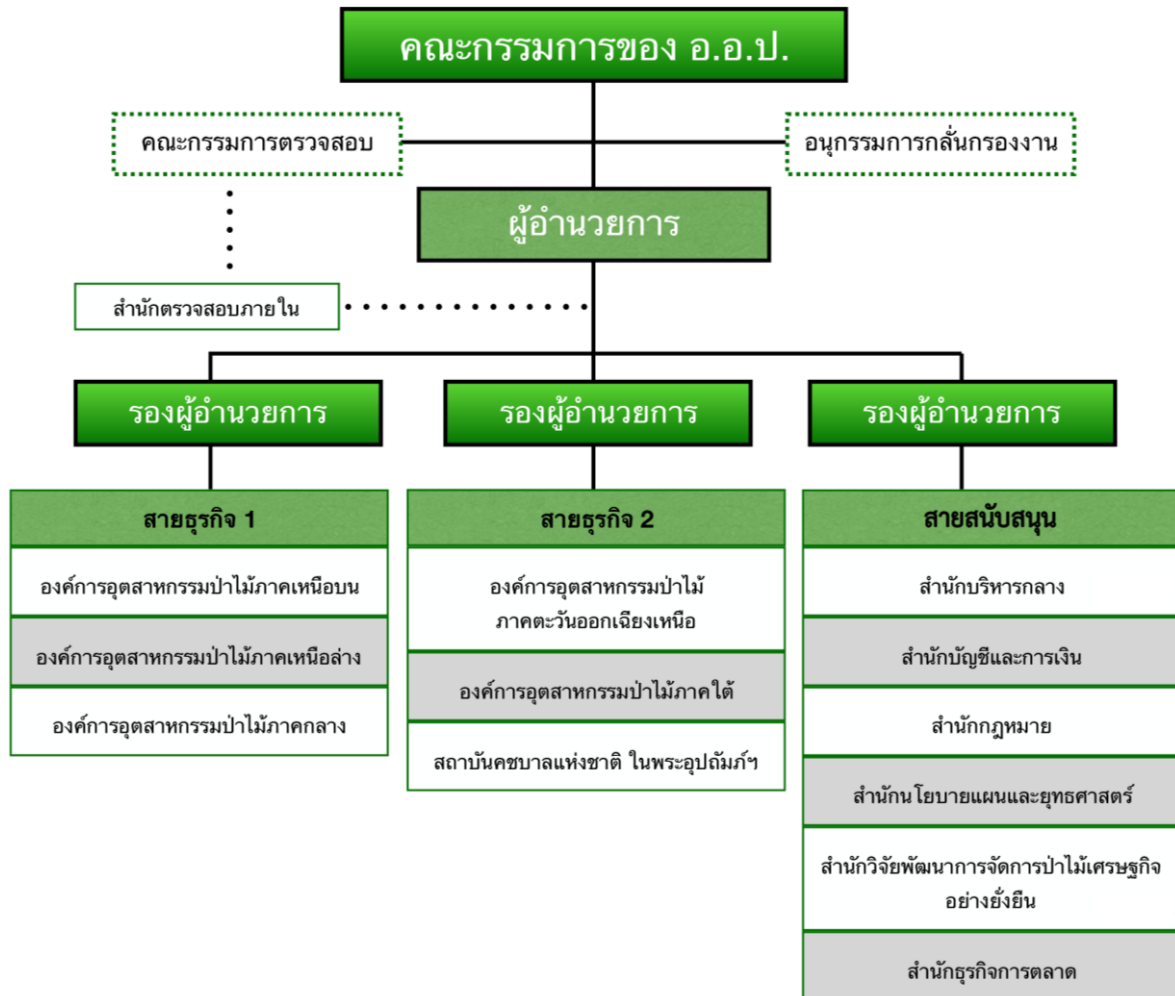 คณะกรรมการของ อ.อ.ป.
คณะกรรมการตรวจสอบ
อนุกรรมการกลั่นกรองงาน
ผู้อำนวยการ
สำนักตรวจสอบภายใน
รองผู้อำนวยการ
รองผู้อำนวยการ
รองผู้อำนวยการ
สายธุรกิจ 1
องค์การอุตสาหกรรมป่าไม้ภาคเหนือบน
องค์การอุตสาหกรรมป่าไม้ภาคเหนือล่าง
องค์การอุตสาหกรรมป่าไม้ภาคกลาง
สายธุรกิจ 2
องค์การอุตสาหกรรมป่าไม้
ภาคตะวันออกเฉียงเหนือ
องค์การอุตสาหกรรมป่าไม้ภาคใต้
สถาบันคชบาลแห่งชาติ ในพระอุปถัมภ์ฯ
สายสนับสนุน
สำนักบริหารกลาง
สำนักบัญชีและการเงิน
สำนักกฎหมาย
สำนักนโยบายแผนและยุทธศาสตร์
สำนักวิจัยพัฒนาการจัดการป่าไม้เศรษฐกิจ
อย่างยั่งยืน
สำนักธุรกิจการตลาด